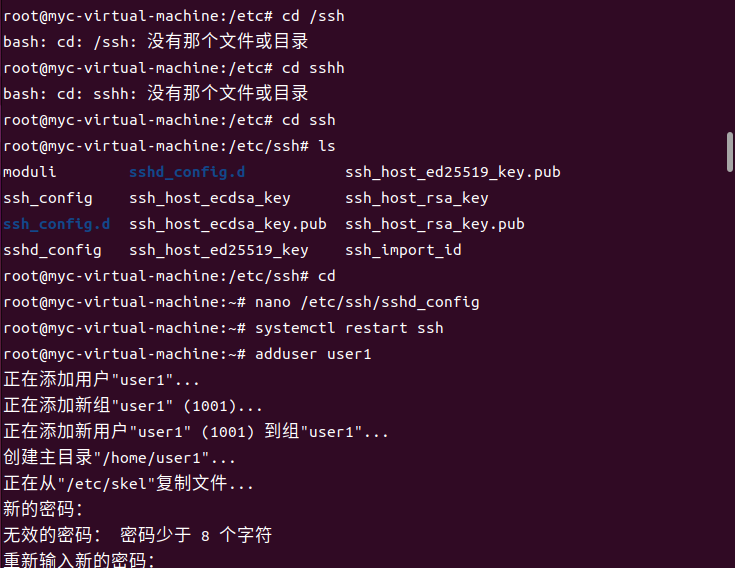 root@myc-virtual-machine:/etc# cd /ssh
bash: cd: /ssh: 没有那个文件或目录
root@myc-virtual-machine:/etc# cd sshh
bash: cd: sshh: 没有那个文件或目录
root@myc-virtual-machine:/etc# cd ssh
root@myc-virtual-machine:/etc/ssh# ls
moduli        sshd_config.d           ssh_host_ed25519_key.pub
ssh_config    ssh_host_ecdsa_key      ssh_host_rsa_key
ssh_config.d  ssh_host_ecdsa_key.pub  ssh_host_rsa_key.pub
sshd_config   ssh_host_ed25519_key    ssh_import_id
root@myc-virtual-machine:/etc/ssh# cd
root@myc-virtual-machine:~# nano /etc/ssh/sshd_config
root@myc-virtual-machine:~# systemctl restart ssh
root@myc-virtual-machine:~# adduser user1
正在添加用户"user1"...
正在添加新组"user1" (1001)...
正在添加新用户"user1" (1001) 到组"user1"...
创建主目录"/home/user1"...
正在从"/etc/skel"复制文件...
新的密码：
无效的密码： 密码少于 8 个字符
重新输入新的密码：